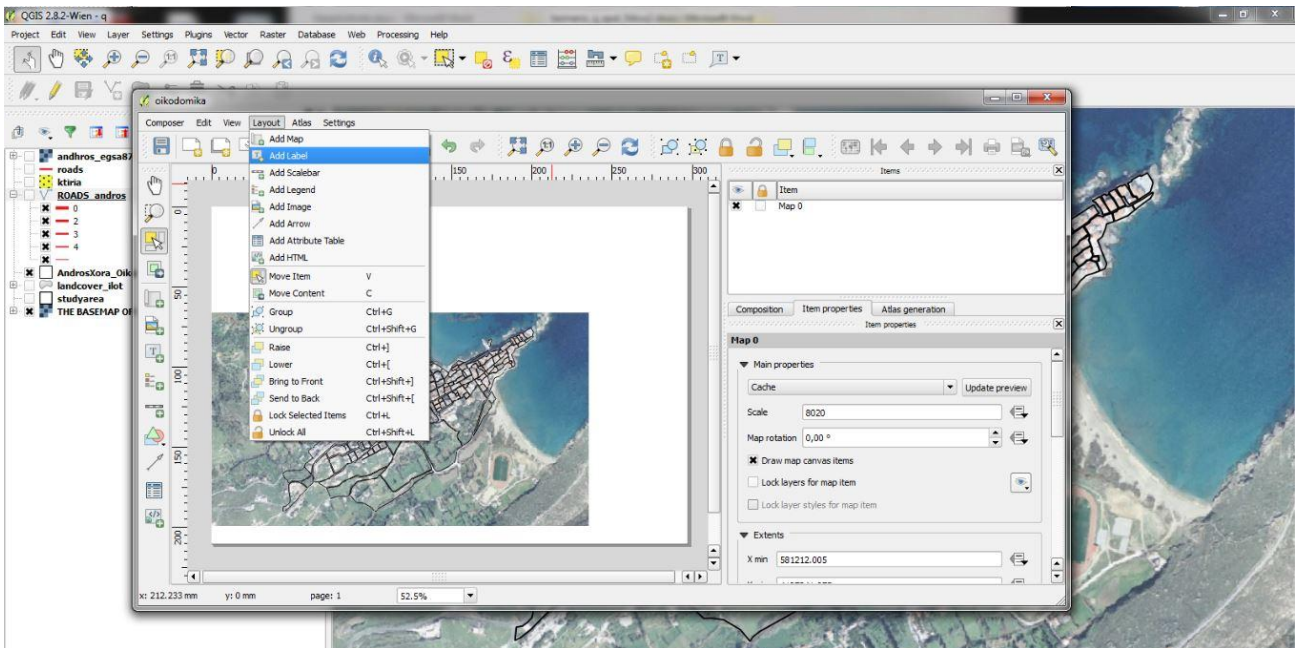 QGIS 2.8.2-Wien - q
Project Edit View Layer Settings Plugins Vector Raster Database Web Processing Help
oikodomika
Composer Edit View Layout Atlas Settings
andhros_egsa87
roads
ktiria
ROADS_andros
0
2
3
4
AndrosXora_Oik
landcover_ilot
studyarea
THE BASEMAP OF
Add Map
Add Label
Add Scalebar
Add Legend
Add Image
Add Arrow
Add Attribute Table
Add HTML
Move Item V
Move Content C
Group Ctrl+G
Ungroup Ctrl+Shift+G
Raise Ctrl+]
Lower Ctrl+[
Bring to Front Ctrl+Shift+]
Send to Back Ctrl+Shift+[
Lock Selected Items Ctrl+L
Unlock All Ctrl+Shift+L
0 150 200 250 300
0
50
100
150
200
Items
Item
Map 0
Composition Item properties Atlas generation
Item properties
Map 0
Main properties
Cache Update preview
Scale 8020
Map rotation 0,00 °
Draw map canvas items
Lock layers for map item
Lock layer styles for map item
Extents
X min 581212.005
x: 212.233 mm y: 0 mm page: 1 52.5%